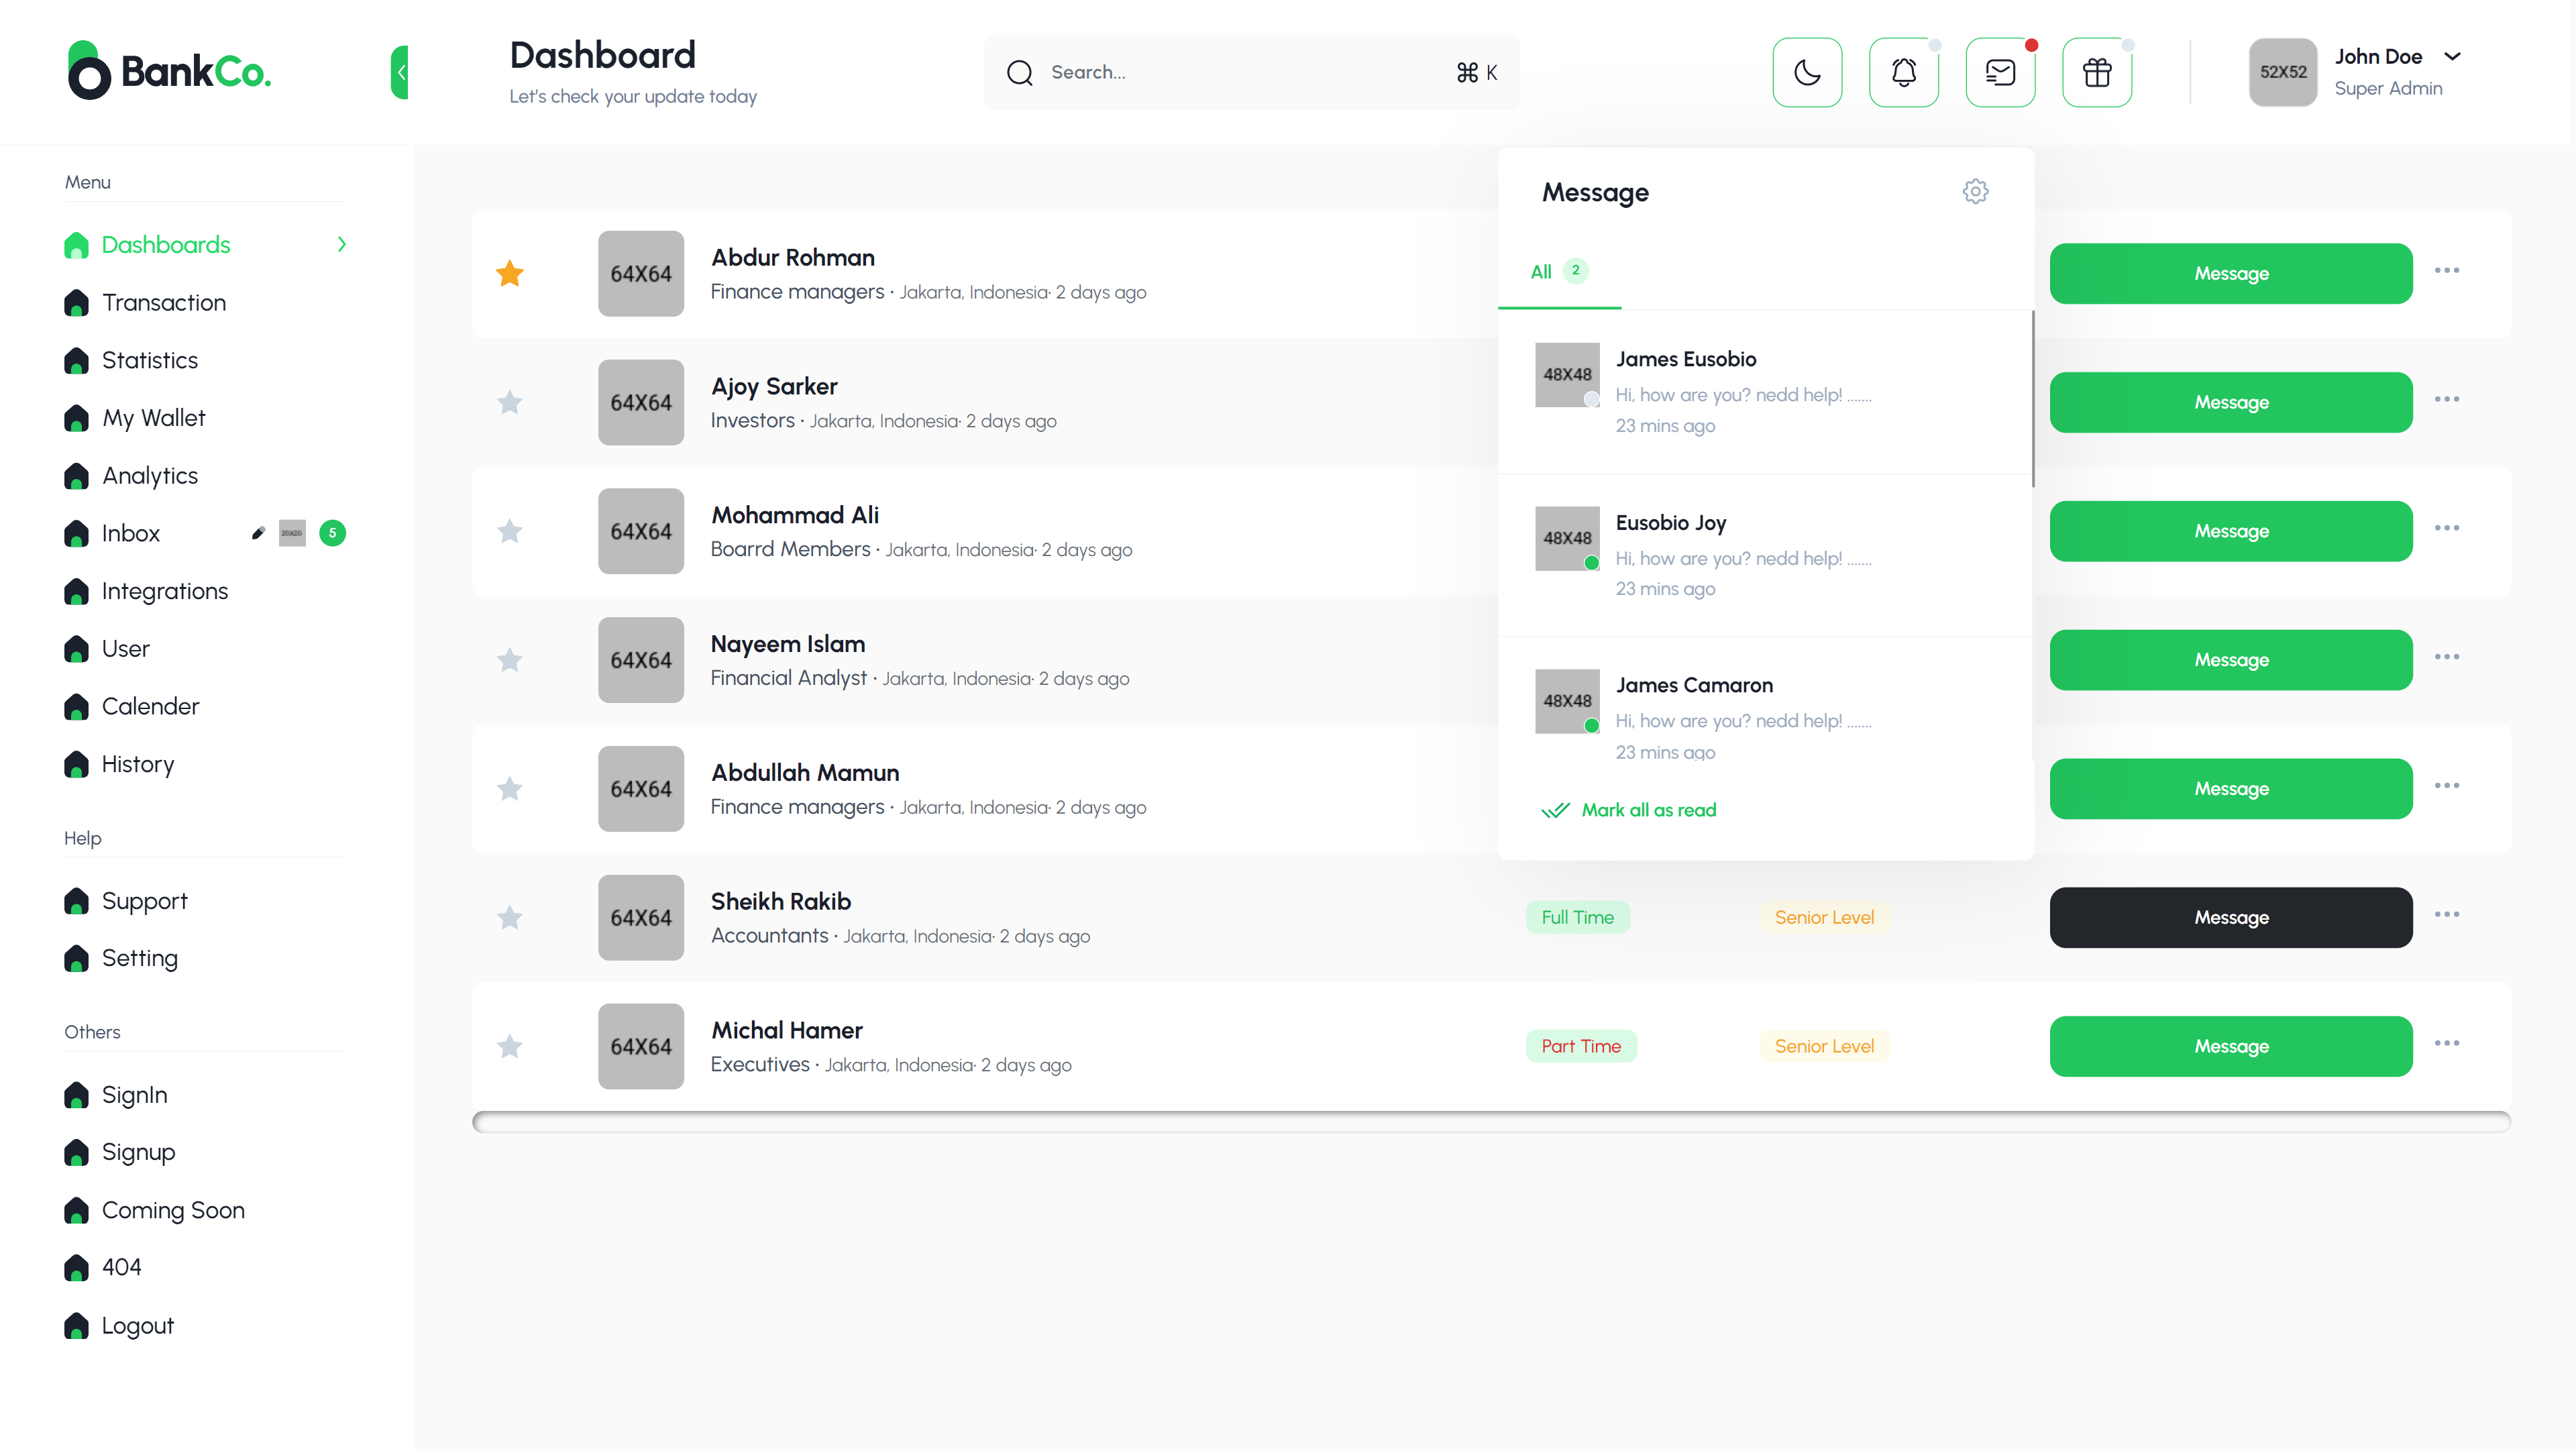 BankCo.
Dashboard
Let's check your update today
Search...
⌘ K
52X52
John Doe
Super Admin
Menu
Dashboards
Transaction
Statistics
My Wallet
Analytics
Inbox
5
Integrations
User
Calender
History
Help
Support
Setting
Others
SignIn
Signup
Coming Soon
404
Logout
64X64
Abdur Rohman
Finance managers · Jakarta, Indonesia· 2 days ago
Message
64X64
Ajoy Sarker
Investors · Jakarta, Indonesia· 2 days ago
Message
64X64
Mohammad Ali
Boarrd Members · Jakarta, Indonesia· 2 days ago
Message
64X64
Nayeem Islam
Financial Analyst · Jakarta, Indonesia· 2 days ago
Message
64X64
Abdullah Mamun
Finance managers · Jakarta, Indonesia· 2 days ago
Message
64X64
Sheikh Rakib
Accountants · Jakarta, Indonesia· 2 days ago
Full Time
Senior Level
Message
64X64
Michal Hamer
Executives · Jakarta, Indonesia· 2 days ago
Part Time
Senior Level
Message
Message
All 2
48X48
James Eusobio
Hi, how are you? nedd help! .......
23 mins ago
48X48
Eusobio Joy
Hi, how are you? nedd help! .......
23 mins ago
48X48
James Camaron
Hi, how are you? nedd help! .......
23 mins ago
Mark all as read